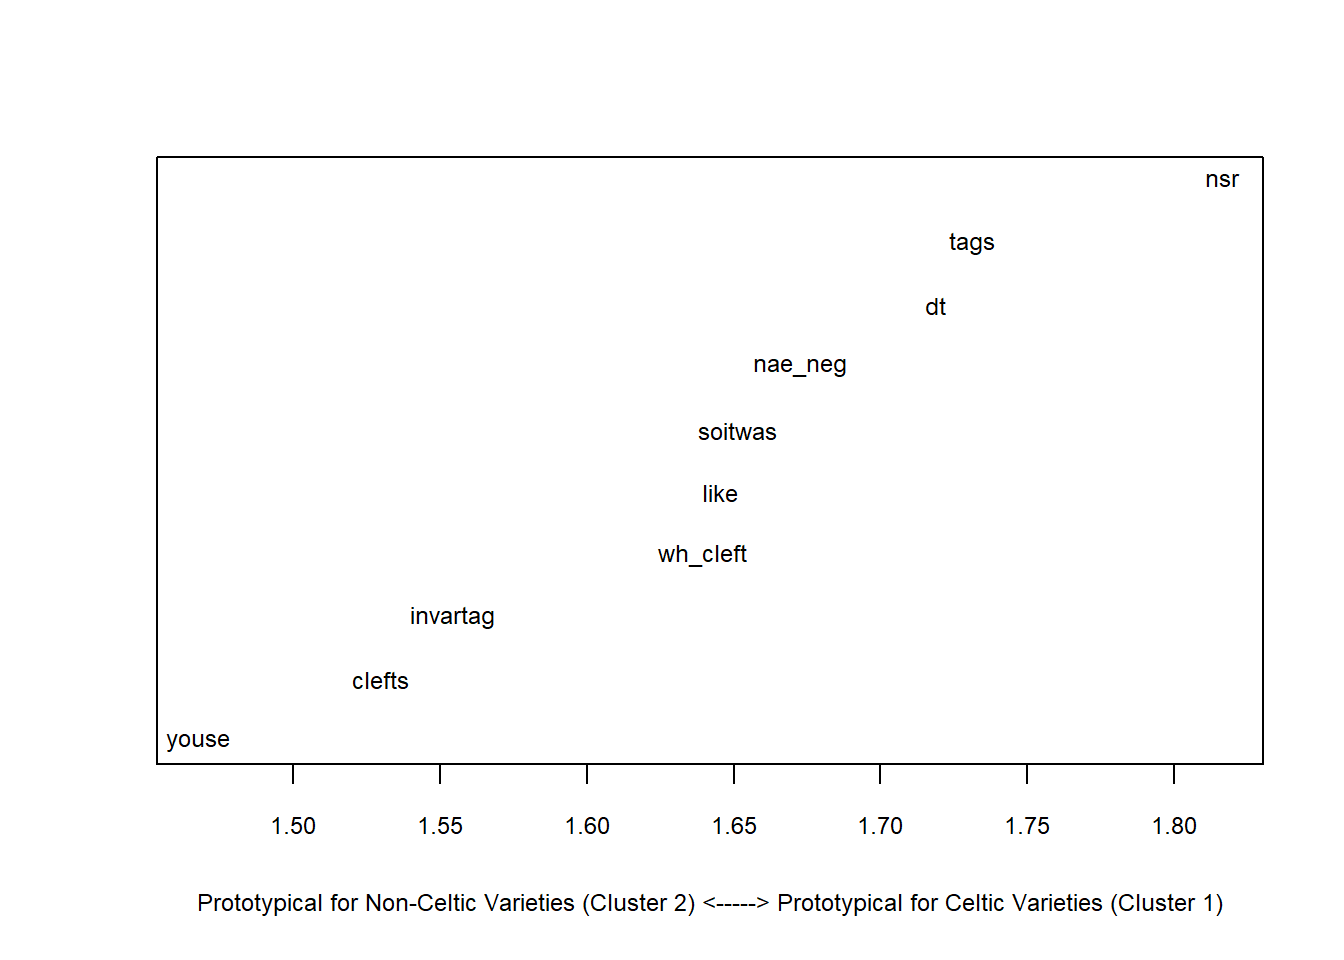 nsr
tags
dt
nae_neg
soitwas
like
wh_cleft
invartag
clefts
youse
1.50 1.55 1.60 1.65 1.70 1.75 1.80
Prototypical for Non-Celtic Varieties (Cluster 2) <-----> Prototypical for Celtic Varieties (Cluster 1)